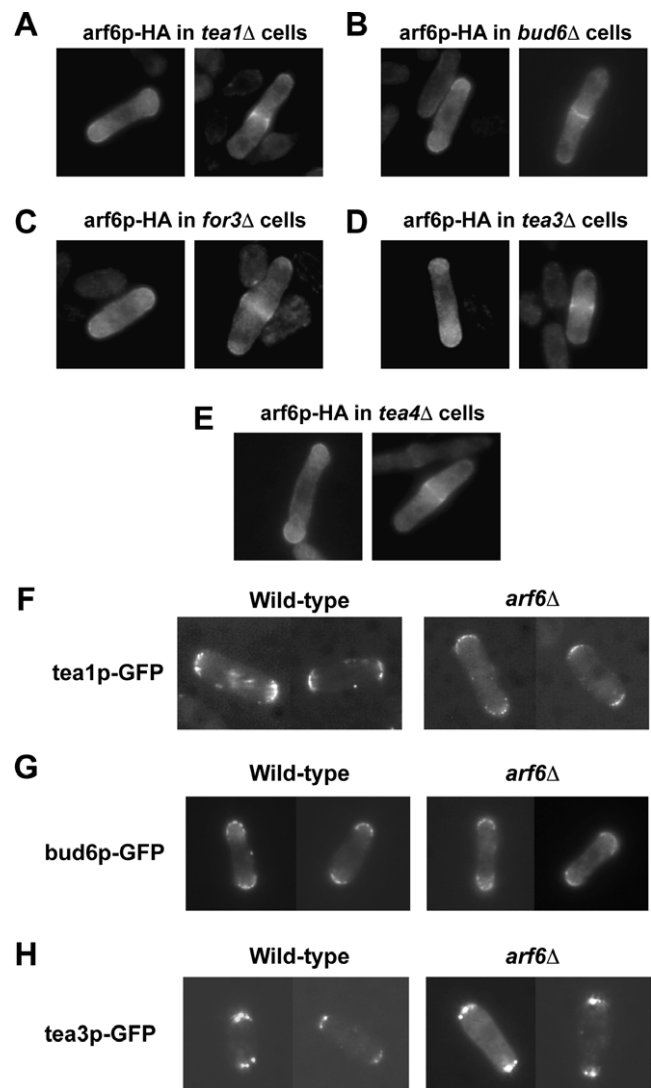 A arf6p-HA in tea1Δ cells
B arf6p-HA in bud6Δ cells
C arf6p-HA in for3Δ cells
D arf6p-HA in tea3Δ cells
E arf6p-HA in tea4Δ cells
F
Wild-type arf6Δ
tea1p-GFP
G
Wild-type arf6Δ
bud6p-GFP
H
Wild-type arf6Δ
tea3p-GFP